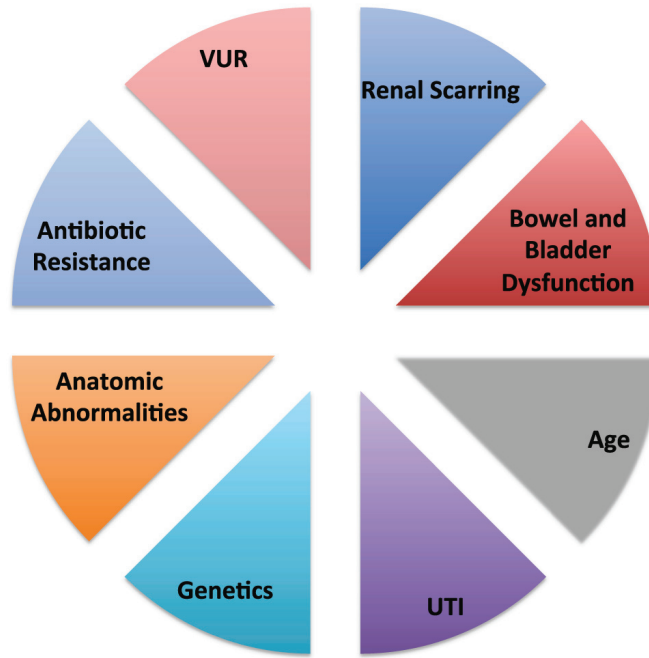 VUR
Renal Scarring
Antibiotic
Resistance
Bowel and
Bladder
Dysfunction
Anatomic
Abnormalities
Age
Genetics
UTI